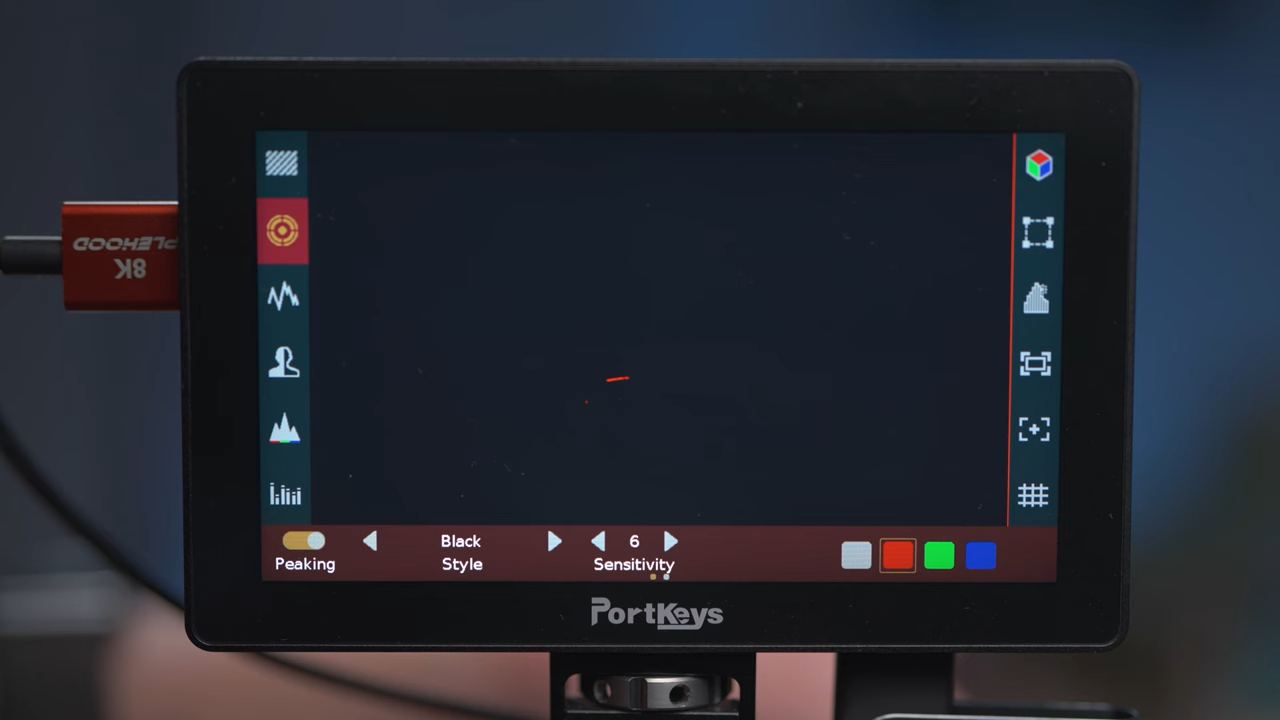 PLEHOOD
8K
Peaking
Black
Style
6
Sensitivity
PortKeys